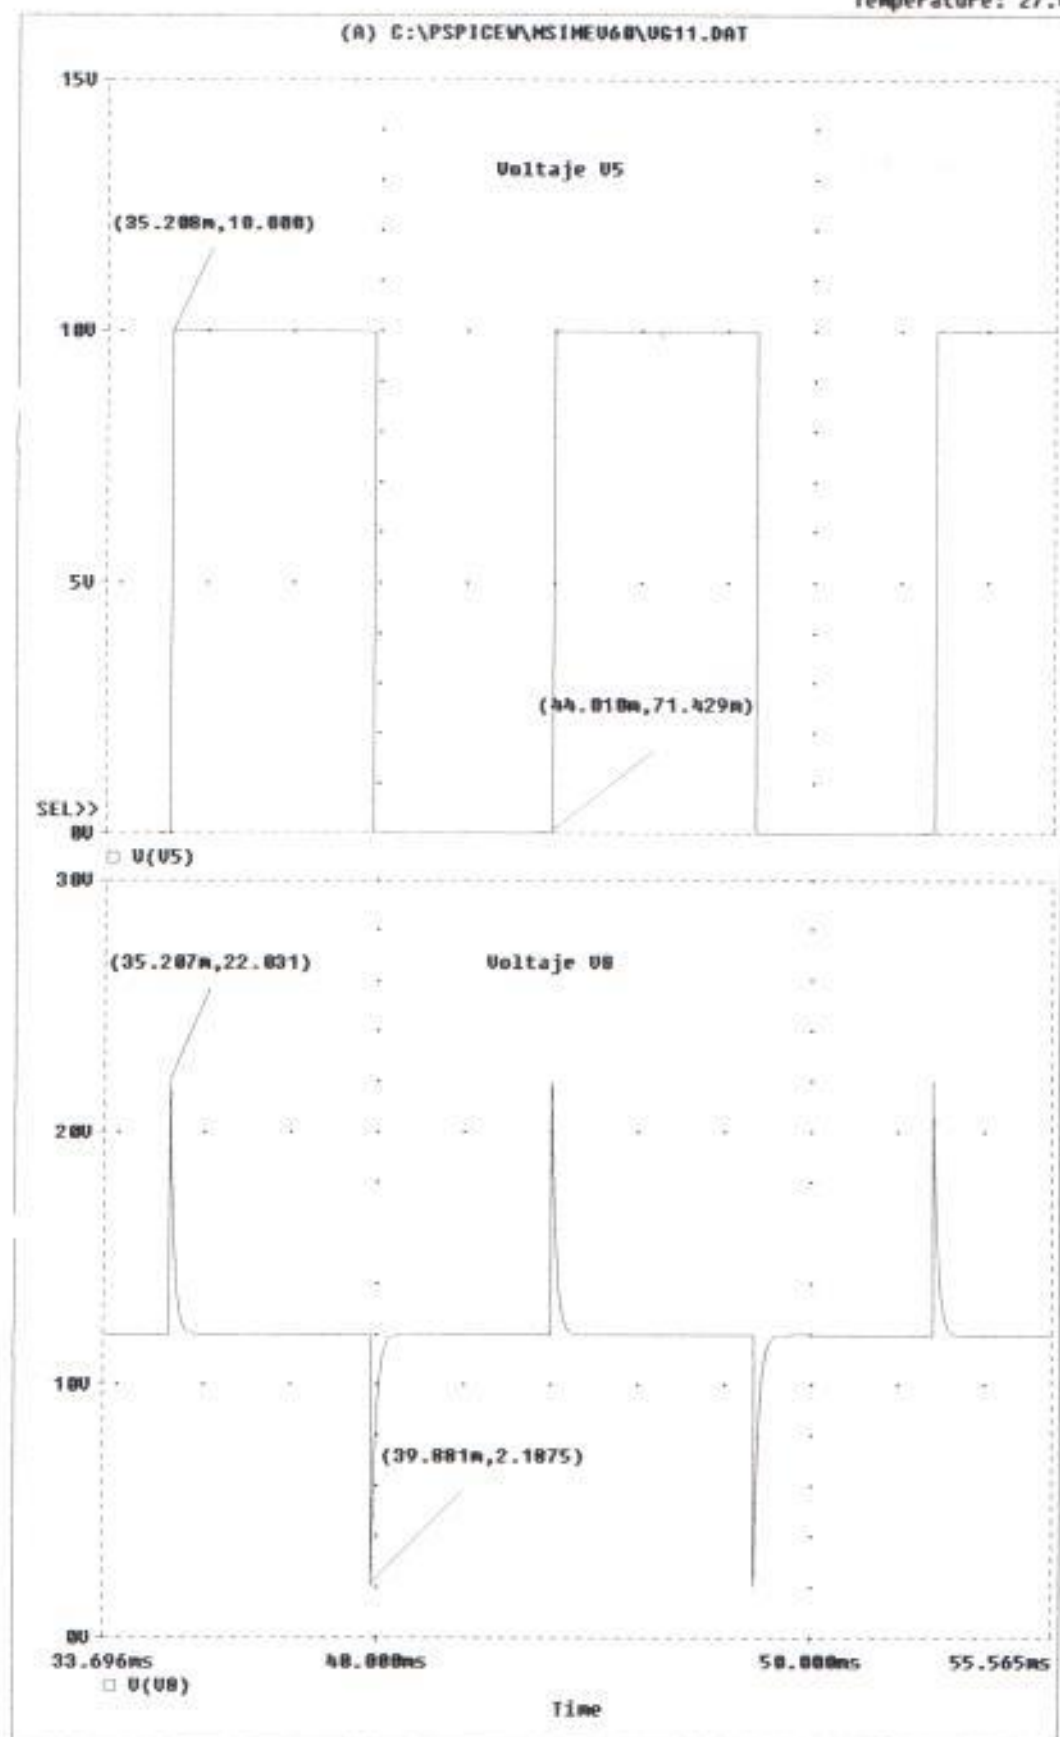 Temperature: 27.
(A) C:\PSPICEW\MSIMEV60\VG11.DAT
15V
Voltaje V5
(35.208m,10.000)
10V
5V
(44.010m,71.429m)
SEL>>
0V
V(V5)
30V
(35.207m,22.031)
Voltaje V8
20V
10V
(39.881m,2.1875)
0V
33.696ms
40.000ms
50.000ms
55.565ms
V(V8)
Time